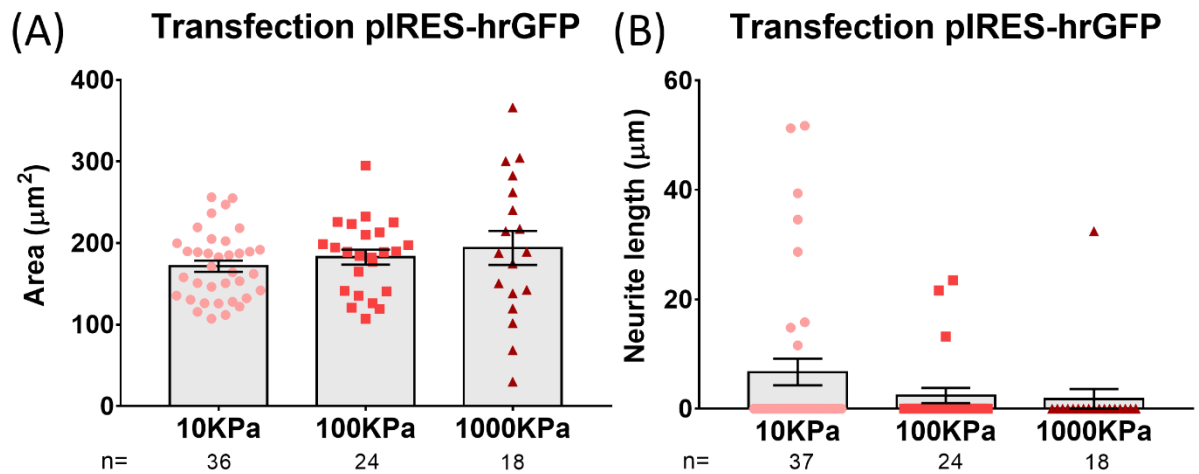 (A) Transfection pIRES-hrGFP
400
300
200
100
0
Area (μm²)
10KPa 100KPa 1000KPa
n= 36 24 18
(B) Transfection pIRES-hrGFP
60
40
20
0
Neurite length (μm)
10KPa 100KPa 1000KPa
n= 37 24 18